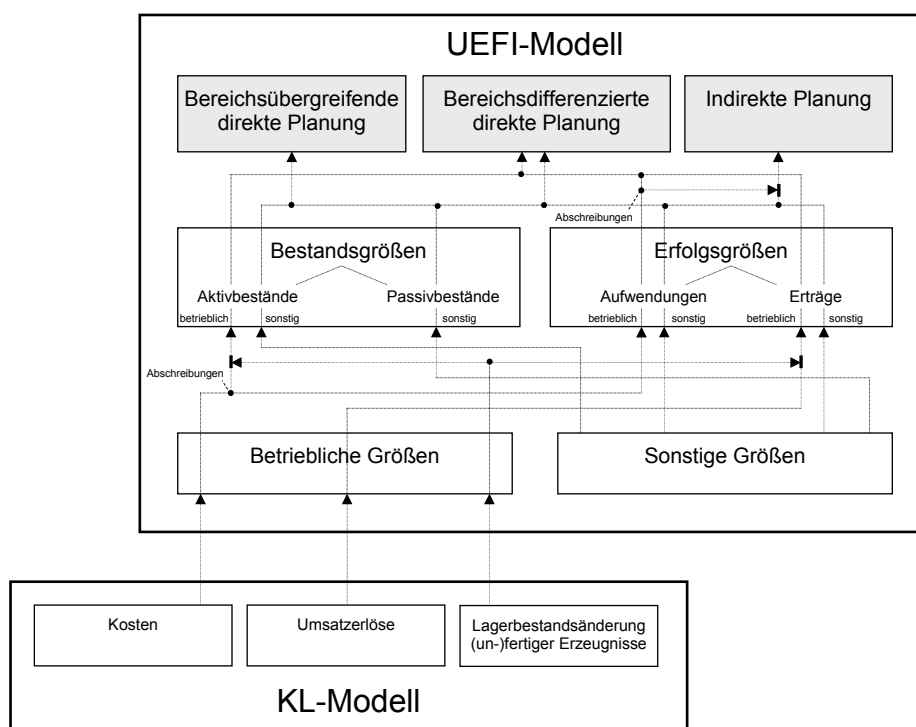 UEFI-Modell
Bereichsübergreifende
direkte Planung
Bereichsdifferenzierte
direkte Planung
Indirekte Planung
Abschreibungen
Bestandsgrößen
Erfolgsgrößen
Aktivbestände
Passivbestände
Aufwendungen
Erträge
betrieblich
sonstig
sonstig
betrieblich
sonstig
betrieblich
sonstig
Abschreibungen
Betriebliche Größen
Sonstige Größen
Kosten
Umsatzerlöse
Lagerbestandsänderung
(un-)fertiger Erzeugnisse
KL-Modell